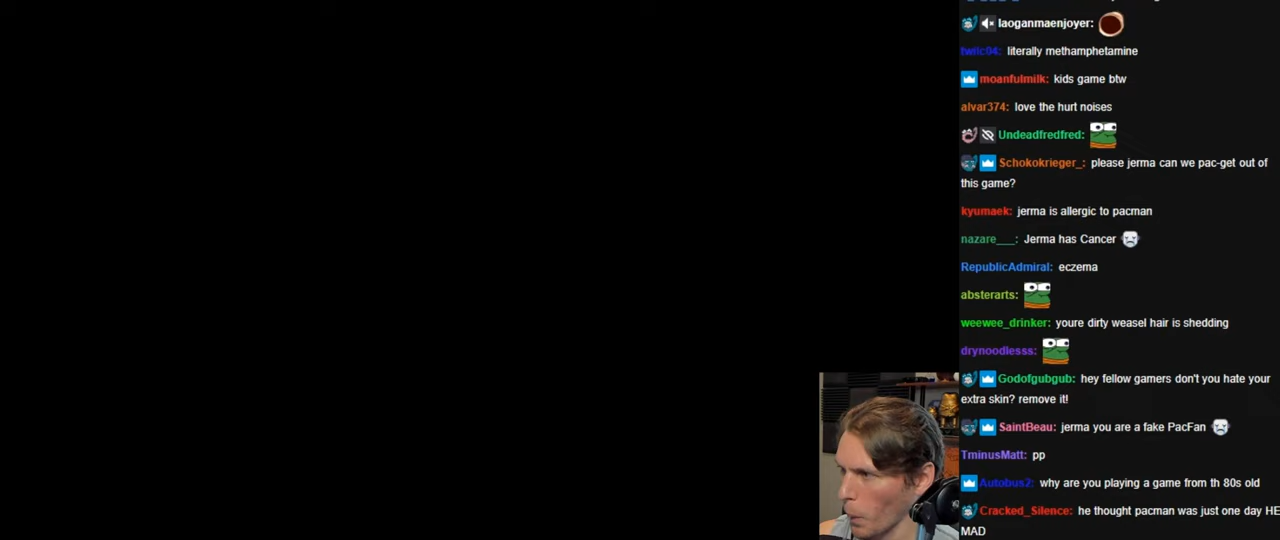 laoganmaenjoyer:
twilc94: literally methamphetamine
moanfulmilk: kids game btw
alvar374: love the hurt noises
Undeadfredfred:
Schokokrieger_: please jerma can we pac-get out of
this game?
kyumaek: jerma is allergic to pacman
nazare___: Jerma has Cancer
RepublicAdmiral: eczema
absterarts:
weewee_drinker: youre dirty weasel hair is shedding
drynoodlesss:
Godofgubgub: hey fellow gamers don't you hate your
extra skin? remove it!
SaintBeau: jerma you are a fake PacFan
TminusMatt: pp
Autobus2: why are you playing a game from th 80s old
Cracked_Silence: he thought pacman was just one day HE
MAD